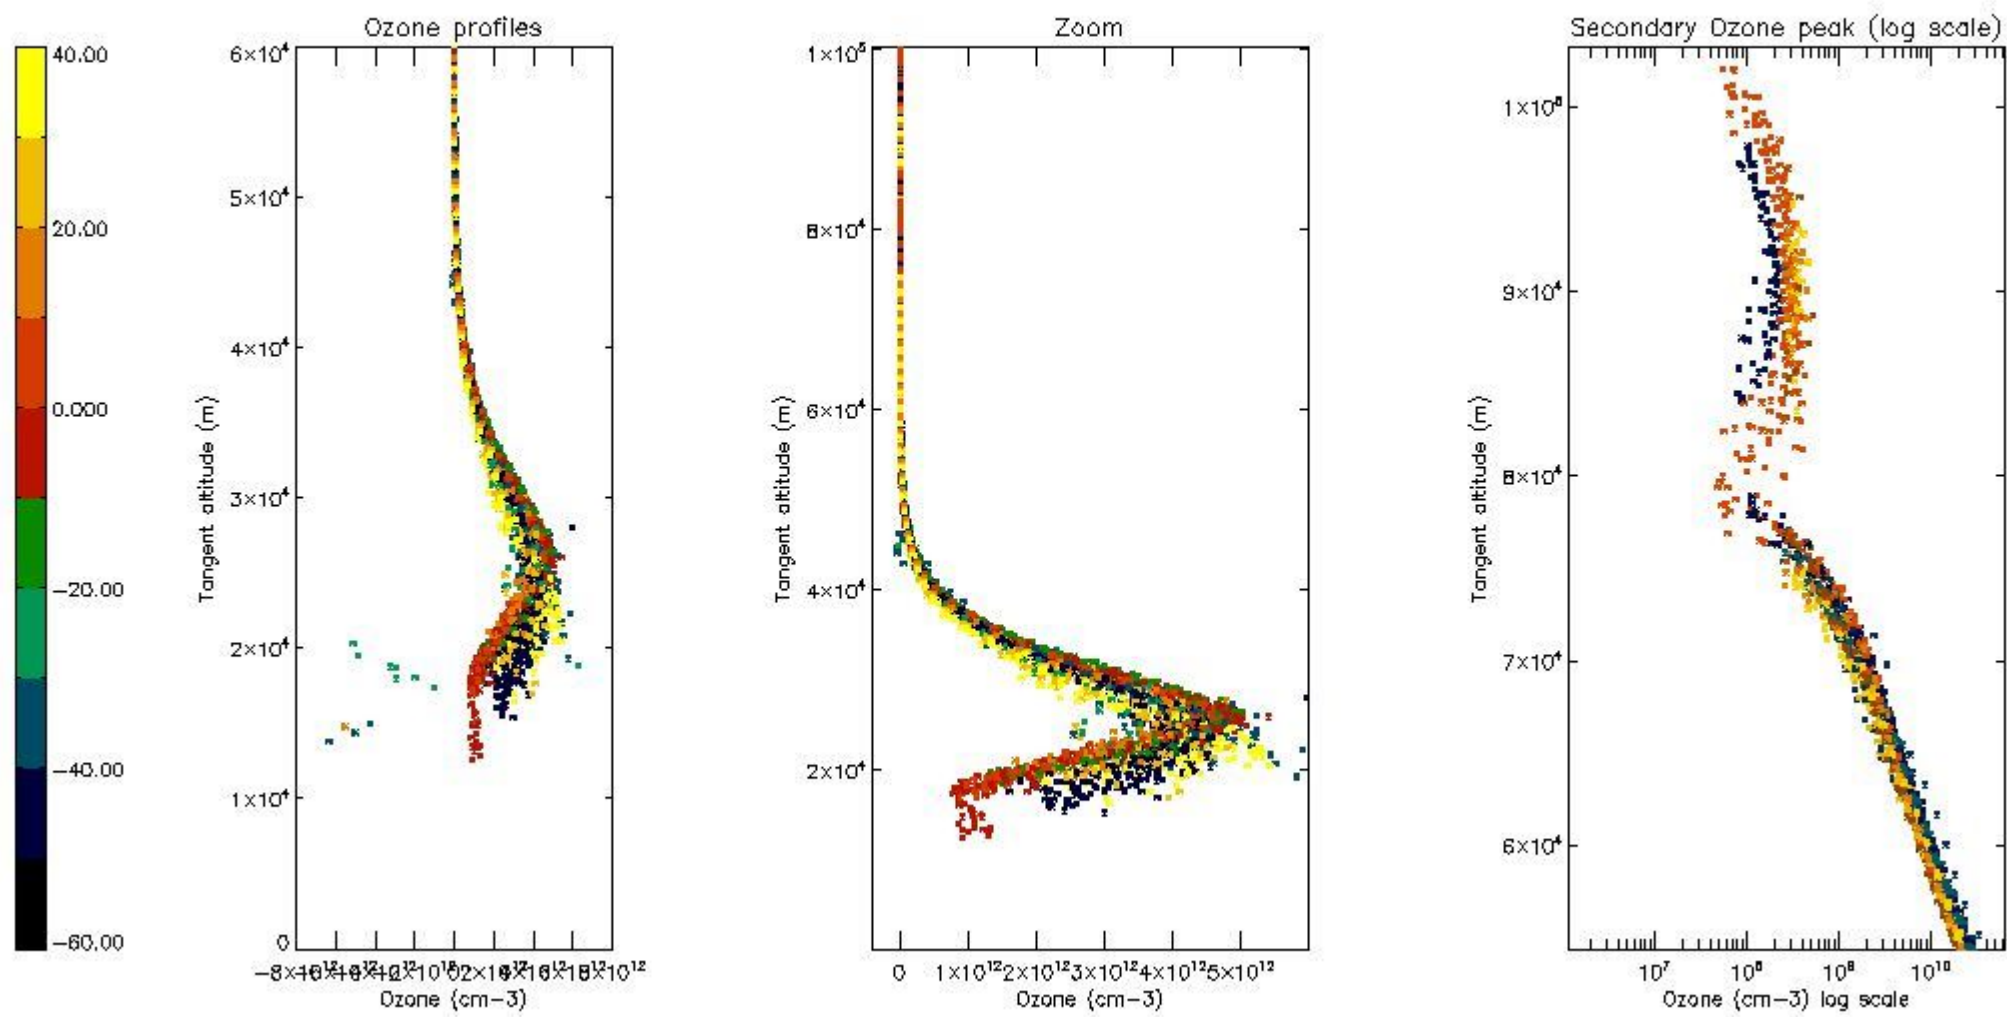 Ozone profiles
Zoom
Secondary Ozone peak (log scale)
40.00
20.00
0.000
−20.00
−40.00
−60.00
6×10⁴
5×10⁴
4×10⁴
3×10⁴
2×10⁴
1×10⁴
0
Tangent altitude (m)
Ozone (cm−3)
1×10⁵
8×10⁴
6×10⁴
4×10⁴
2×10⁴
Tangent altitude (m)
0 1×10¹² 2×10¹² 3×10¹² 4×10¹² 5×10¹²
Ozone (cm−3)
1×10⁵
9×10⁴
8×10⁴
7×10⁴
6×10⁴
Tangent altitude (m)
10⁷ 10⁸ 10⁹ 10¹⁰
Ozone (cm−3) log scale